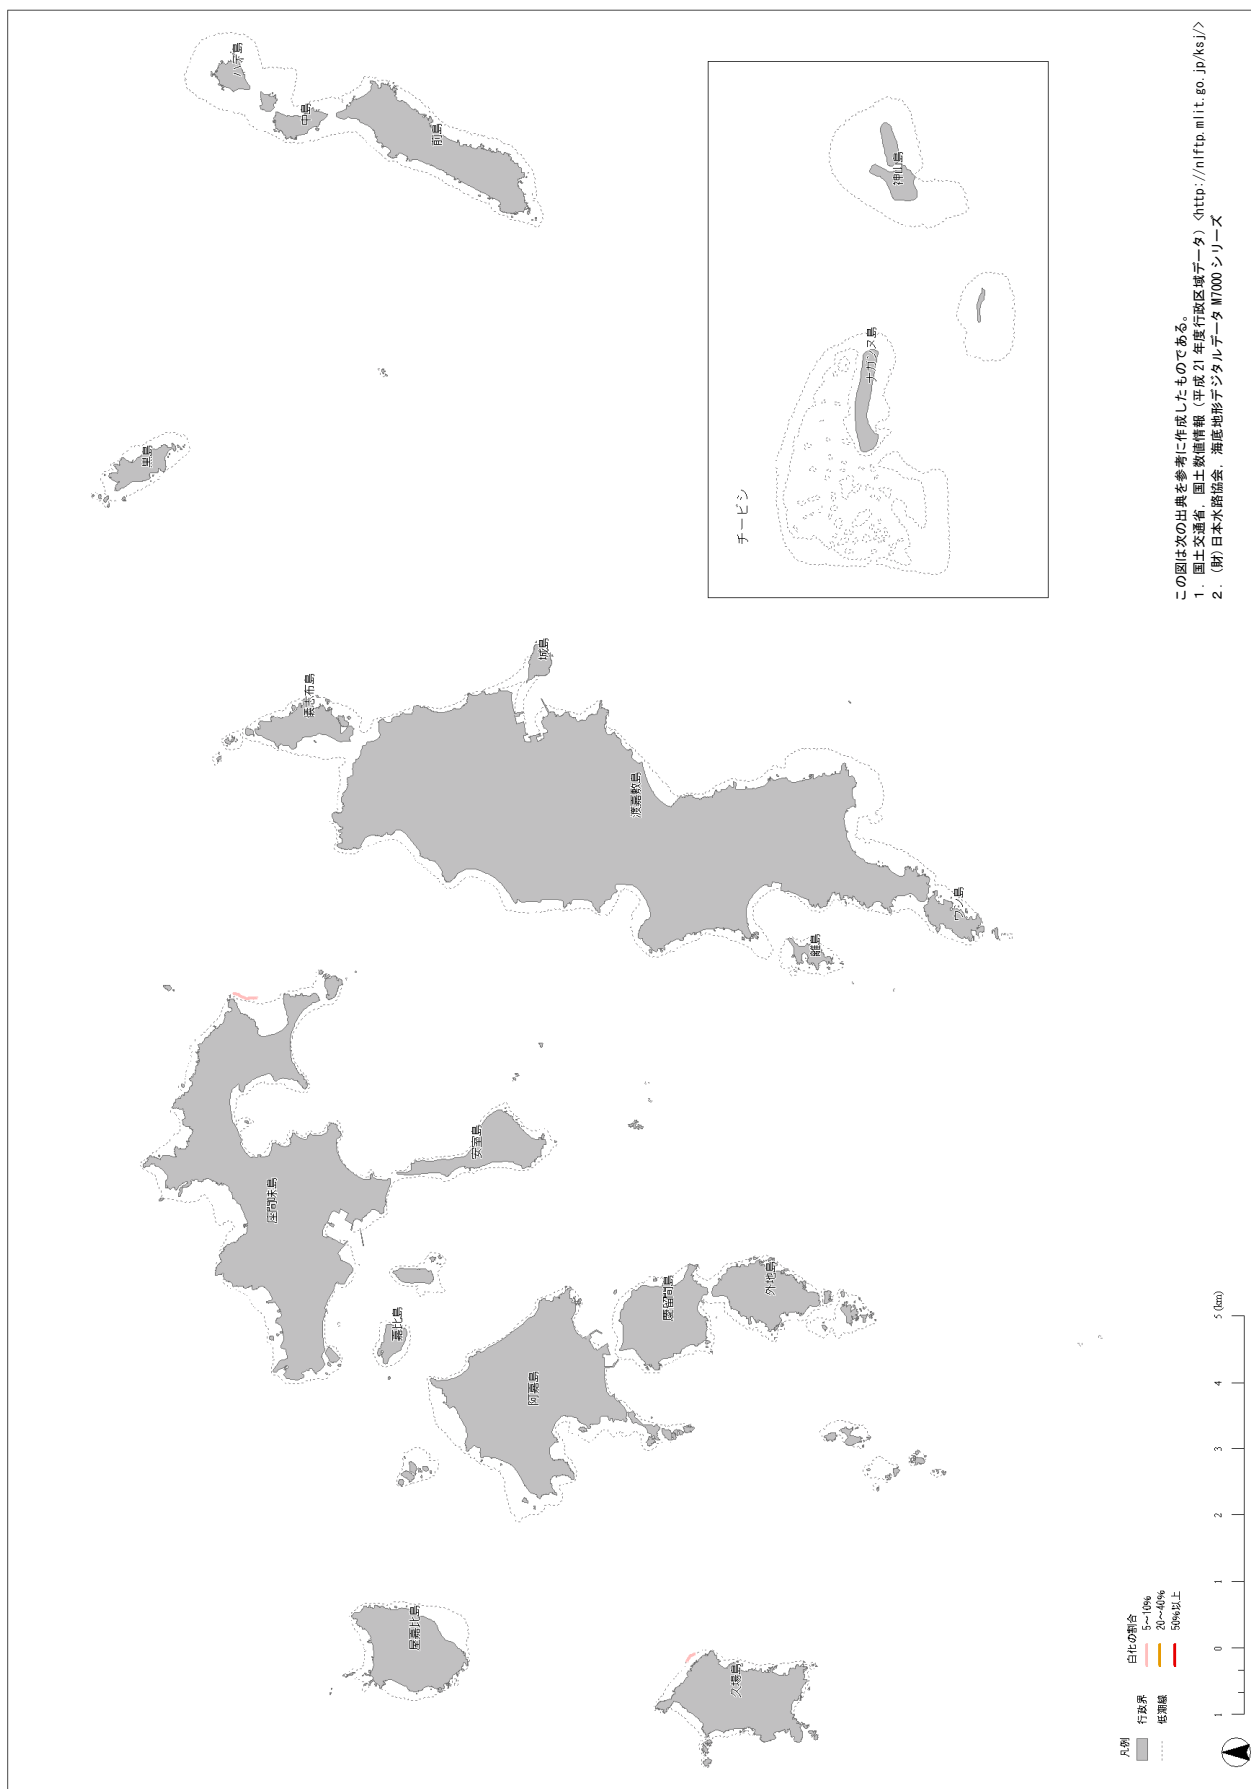 ハテ島
中島
前島
黒島
チービシ
ナガンヌ島
神山島
儀志布島
城島
渡嘉敷島
離島
ウン島
座間味島
安室島
嘉比島
阿嘉島
慶留間島
外地島
屋嘉比島
久場島
凡例
行政界
低潮線
白化の割合
5～10%
20～40%
50%以上
1 0 1 2 3 4 5 (km)
この図は次の出典を参考に作成したものである。
1．国土交通省．国土数値情報（平成 21 年度行政区域データ）<http://nlftp.mlit.go.jp/ksj/>
2．（財）日本水路協会．海底地形デジタルデータ M7000 シリーズ